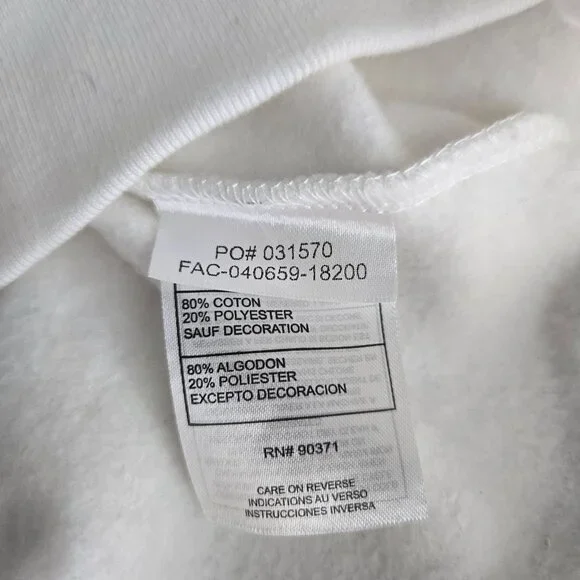 PO# 031570
FAC-040659-18200
80% COTON
20% POLYESTER
SAUF DECORATION
80% ALGODON
20% POLIESTER
EXCEPTO DECORACION
RN# 90371
CARE ON REVERSE
INDICATIONS AU VERSO
INSTRUCCIONES INVERSA